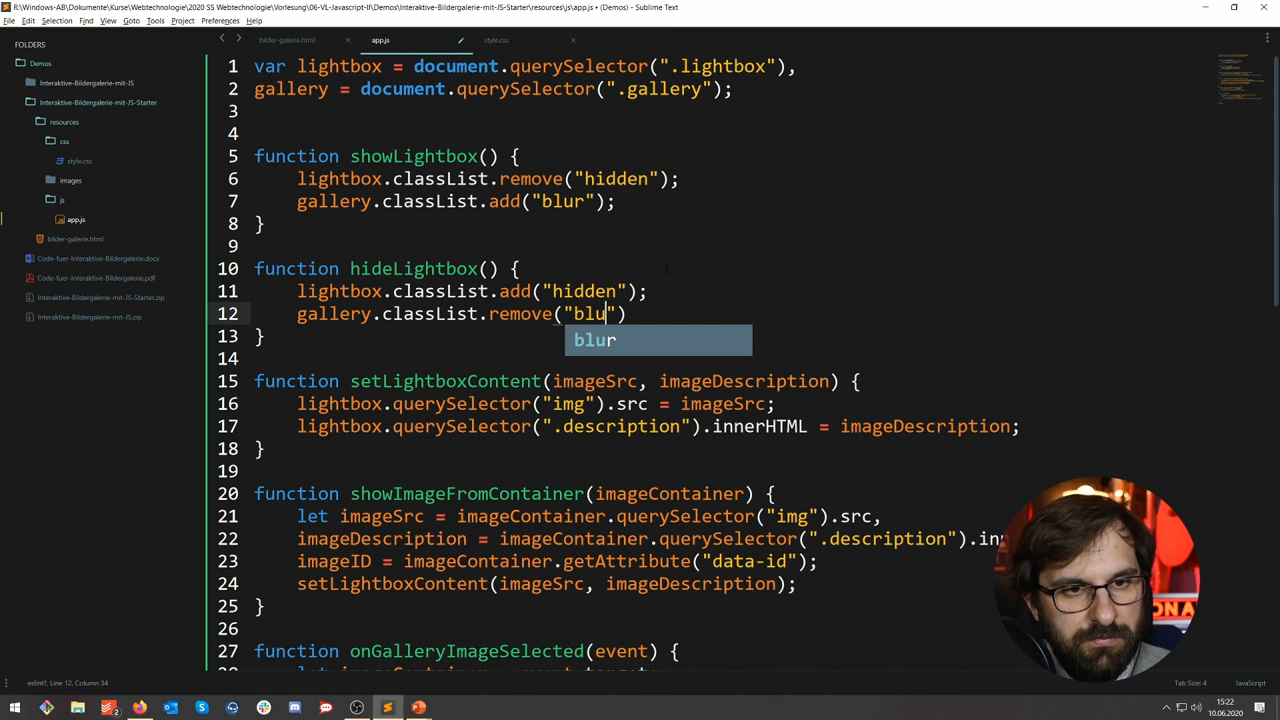 R:\Windows-AB\Dokumente\Kurse\Webtechnologie\2020 SS Webtechnologie\Vorlesung\06-VL-Javascript-II\Demos\Interaktive-Bildergalerie-mit-JS-Starter\resources\js\app.js • (Demos) - Sublime Text
File Edit Selection Find View Goto Tools Project Preferences Help
FOLDERS
Demos
Interaktive-Bildergalerie-mit-JS
Interaktive-Bildergalerie-mit-JS-Starter
resources
css
style.css
images
js
app.js
bilder-galerie.html
Code-fuer-Interaktive-Bildergalerie.docx
Code-fuer-Interaktive-Bildergalerie.pdf
Interaktive-Bildergalerie-mit-JS-Starter.zip
Interaktive-Bildergalerie-mit-JS.zip
bilder-galerie.html app.js style.css
1 var lightbox = document.querySelector(".lightbox"),
2 gallery = document.querySelector(".gallery");
3
4
5 function showLightbox() {
6 lightbox.classList.remove("hidden");
7 gallery.classList.add("blur");
8 }
9
10 function hideLightbox() {
11 lightbox.classList.add("hidden");
12 gallery.classList.remove("blu")
blur
13 }
14
15 function setLightboxContent(imageSrc, imageDescription) {
16 lightbox.querySelector("img").src = imageSrc;
17 lightbox.querySelector(".description").innerHTML = imageDescription;
18 }
19
20 function showImageFromContainer(imageContainer) {
21 let imageSrc = imageContainer.querySelector("img").src,
22 imageDescription = imageContainer.querySelector(".description").inn
23 imageID = imageContainer.getAttribute("data-id");
24 setLightboxContent(imageSrc, imageDescription);
25 }
26
27 function onGalleryImageSelected(event) {
eslint?, Line 12, Column 34
Tab Size: 4 JavaScript
15:22
10.06.2020